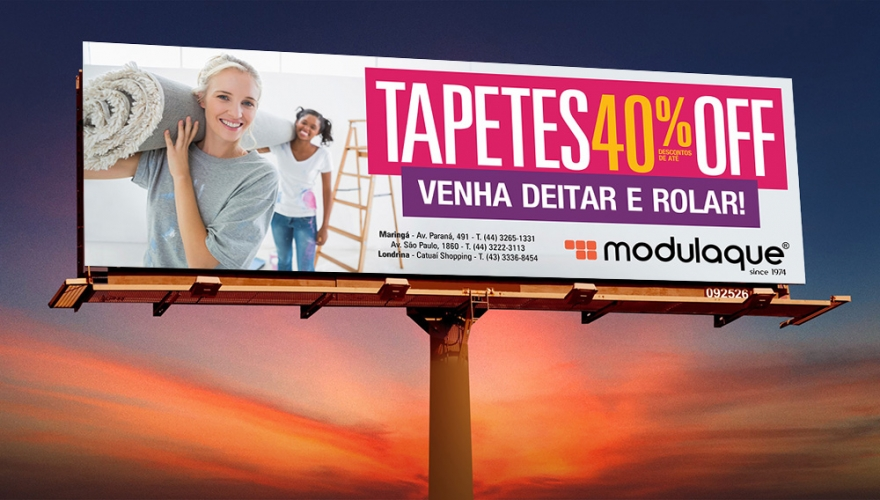 TAPETES 40% OFF
DESCONTOS
DE ATÉ
VENHA DEITAR E ROLAR!
Maringá - Av. Paraná, 491 - T. (44) 3265-1331
Av. São Paulo, 1860 - T. (44) 3222-3113
Londrina - Catuaí Shopping - T. (43) 3336-8454
modulaque®
since 1974
092526